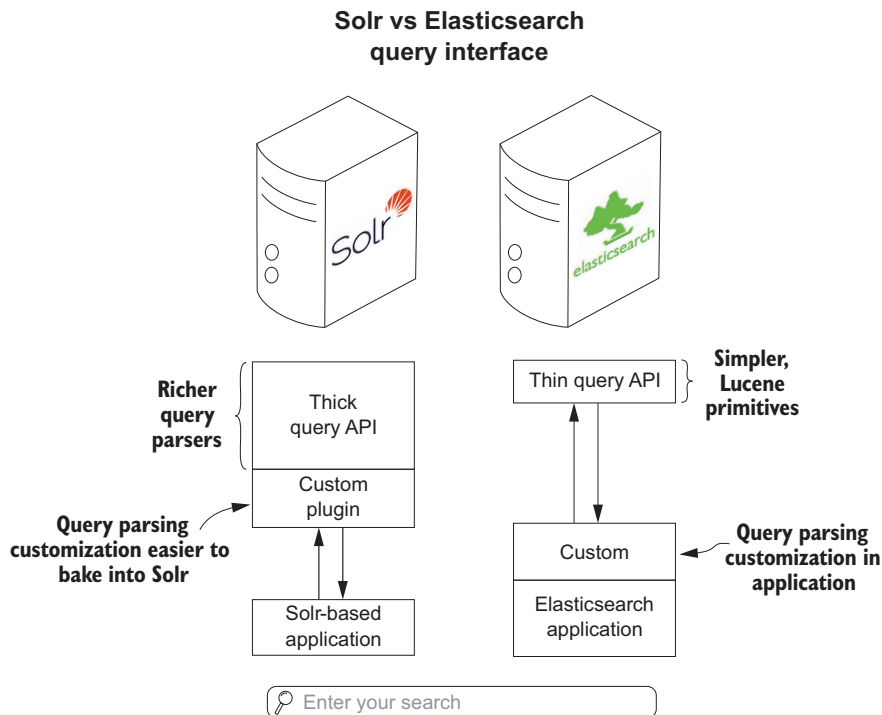 Solr vs Elasticsearch
query interface
Solr
elasticsearch
Richer
query
parsers
Thick
query API
Custom
plugin
Query parsing
customization easier to
bake into Solr
Solr-based
application
Thin query API
Simpler,
Lucene
primitives
Custom
Elasticsearch
application
Query parsing
customization in
application
Enter your search